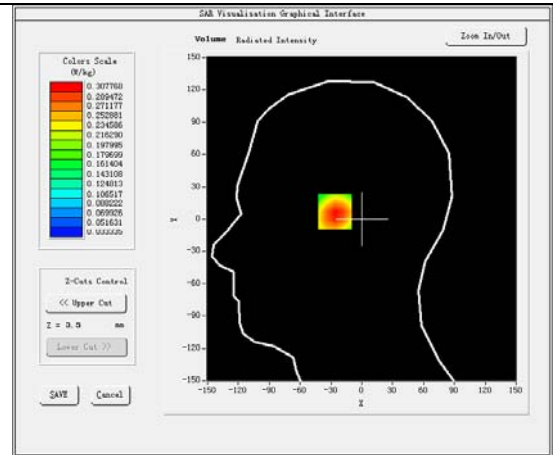 SAR Visualisation Graphical Interface
Volume Radiated Intensity
Zoom In/Out
Colors Scale
(W/kg)
0.307768
0.289472
0.271177
0.252881
0.234586
0.216290
0.197995
0.179699
0.161404
0.143108
0.124813
0.106517
0.088222
0.069926
0.051631
0.033335
Z-Cuts Control
<< Upper Cut
Z = 3.5 mm
Lower Cut >>
SAVE Cancel
150
120
90
60
30
Y 0
-30
-60
-90
-120
-150
-150 -120 -90 -60 -30 0 30 60 90 120 150
X